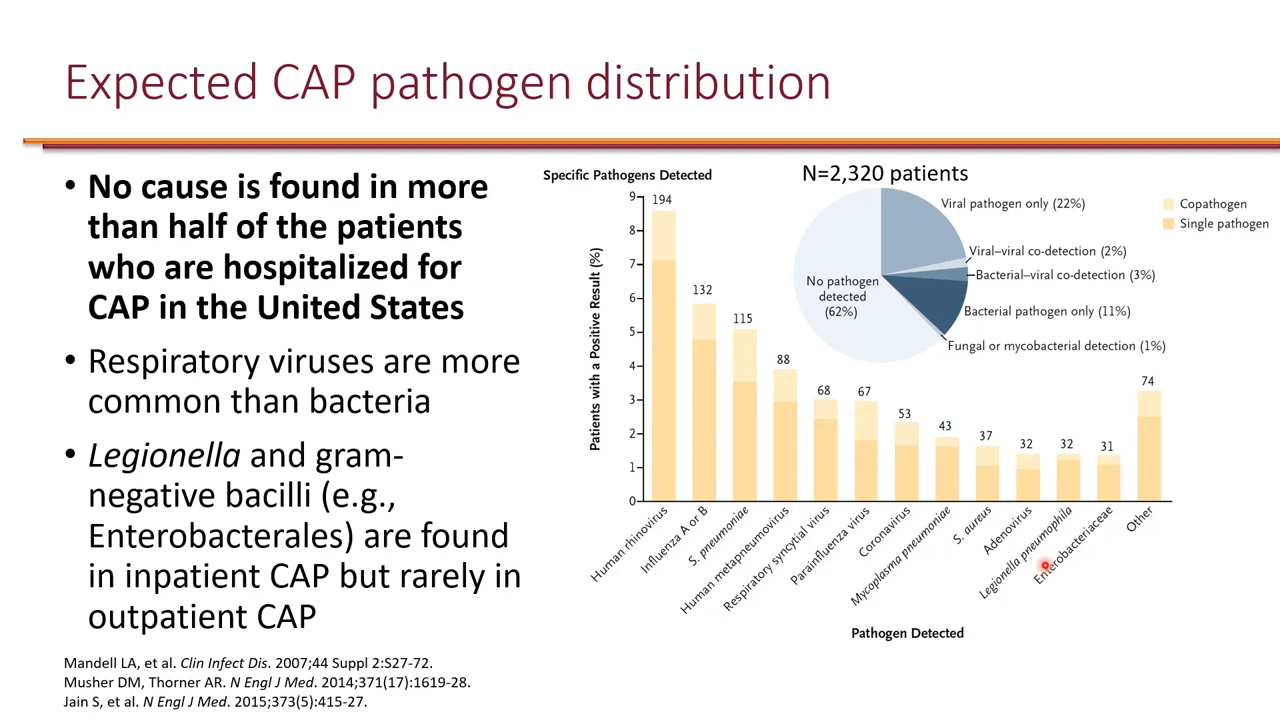 Expected CAP pathogen distribution
• No cause is found in more
than half of the patients
who are hospitalized for
CAP in the United States
• Respiratory viruses are more
common than bacteria
• Legionella and gram-
negative bacilli (e.g.,
Enterobacterales) are found
in inpatient CAP but rarely in
outpatient CAP
Mandell LA, et al. Clin Infect Dis. 2007;44 Suppl 2:S27-72.
Musher DM, Thorner AR. N Engl J Med. 2014;371(17):1619-28.
Jain S, et al. N Engl J Med. 2015;373(5):415-27.
Specific Pathogens Detected
N=2,320 patients
Viral pathogen only (22%)
Viral–viral co-detection (2%)
Bacterial–viral co-detection (3%)
Bacterial pathogen only (11%)
Fungal or mycobacterial detection (1%)
No pathogen
detected
(62%)
Copathogen
Single pathogen
Patients with a Positive Result (%)
9
8
7
6
5
4
3
2
1
0
194
132
115
88
68
67
53
43
37
32
32
31
74
Human rhinovirus
Influenza A or B
S. pneumoniae
Human metapneumovirus
Respiratory syncytial virus
Parainfluenza virus
Coronavirus
Mycoplasma pneumoniae
S. aureus
Adenovirus
Legionella pneumophila
Enterobacteriaceae
Other
Pathogen Detected